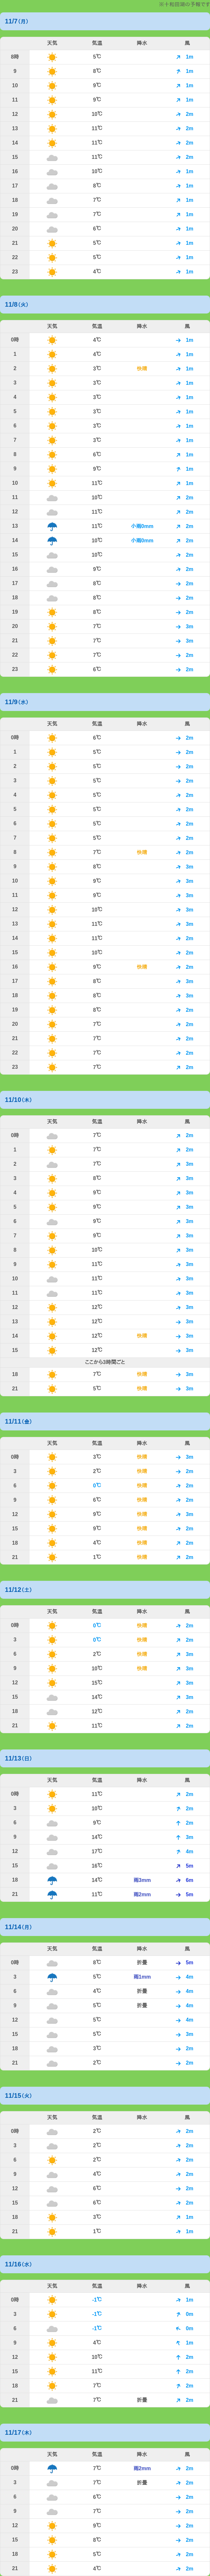 ※十和田湖の予報です
11/7(月)
天気 気温 降水 風
8時 5℃ 1m
9 8℃ 1m
10 9℃ 1m
11 9℃ 1m
12 10℃ 2m
13 11℃ 2m
14 11℃ 2m
15 11℃ 2m
16 10℃ 1m
17 8℃ 1m
18 7℃ 1m
19 7℃ 1m
20 6℃ 1m
21 5℃ 1m
22 5℃ 1m
23 4℃ 1m
11/8(火)
天気 気温 降水 風
0時 4℃ 1m
1 4℃ 1m
2 3℃ 快晴 1m
3 3℃ 1m
4 3℃ 1m
5 3℃ 1m
6 3℃ 1m
7 3℃ 1m
8 6℃ 1m
9 9℃ 1m
10 11℃ 1m
11 10℃ 2m
12 11℃ 2m
13 11℃ 小雨0mm 2m
14 11℃ 小雨0mm 2m
15 10℃ 2m
16 9℃ 2m
17 8℃ 2m
18 8℃ 2m
19 8℃ 2m
20 7℃ 3m
21 7℃ 3m
22 7℃ 2m
23 6℃ 2m
11/9(水)
天気 気温 降水 風
0時 6℃ 2m
1 5℃ 2m
2 5℃ 2m
3 5℃ 2m
4 5℃ 2m
5 5℃ 2m
6 5℃ 2m
7 5℃ 2m
8 7℃ 快晴 2m
9 8℃ 3m
10 9℃ 3m
11 9℃ 3m
12 10℃ 3m
13 11℃ 3m
14 11℃ 2m
15 10℃ 2m
16 9℃ 快晴 2m
17 8℃ 3m
18 8℃ 3m
19 8℃ 2m
20 7℃ 2m
21 7℃ 2m
22 7℃ 2m
23 7℃ 2m
11/10(木)
天気 気温 降水 風
0時 7℃ 2m
1 7℃ 2m
2 7℃ 3m
3 8℃ 3m
4 9℃ 3m
5 9℃ 3m
6 9℃ 3m
7 9℃ 3m
8 10℃ 3m
9 11℃ 3m
10 11℃ 3m
11 11℃ 3m
12 12℃ 3m
13 12℃ 3m
14 12℃ 快晴 3m
15 12℃ 3m
ここから3時間ごと
18 7℃ 快晴 3m
21 5℃ 快晴 3m
11/11(金)
天気 気温 降水 風
0時 3℃ 快晴 3m
3 2℃ 快晴 2m
6 0℃ 快晴 2m
9 6℃ 快晴 2m
12 9℃ 快晴 3m
15 9℃ 快晴 2m
18 4℃ 快晴 2m
21 1℃ 快晴 2m
11/12(土)
天気 気温 降水 風
0時 0℃ 快晴 2m
3 0℃ 快晴 2m
6 2℃ 快晴 2m
9 10℃ 快晴 3m
12 15℃ 3m
15 14℃ 3m
18 12℃ 2m
21 11℃ 2m
11/13(日)
天気 気温 降水 風
0時 11℃ 2m
3 10℃ 2m
6 9℃ 2m
9 14℃ 3m
12 17℃ 4m
15 16℃ 5m
18 14℃ 雨3mm 6m
21 11℃ 雨2mm 5m
11/14(月)
天気 気温 降水 風
0時 8℃ 折畳 5m
3 5℃ 雨1mm 4m
6 4℃ 折畳 4m
9 5℃ 折畳 4m
12 5℃ 4m
15 5℃ 3m
18 3℃ 2m
21 2℃ 2m
11/15(火)
天気 気温 降水 風
0時 2℃ 2m
3 2℃ 2m
6 2℃ 2m
9 4℃ 2m
12 6℃ 2m
15 6℃ 2m
18 3℃ 1m
21 1℃ 1m
11/16(水)
天気 気温 降水 風
0時 -1℃ 1m
3 -1℃ 0m
6 -1℃ 0m
9 4℃ 1m
12 10℃ 2m
15 11℃ 2m
18 7℃ 2m
21 7℃ 折畳 2m
11/17(木)
天気 気温 降水 風
0時 7℃ 雨2mm 2m
3 7℃ 折畳 2m
6 6℃ 2m
9 7℃ 2m
12 9℃ 2m
15 8℃ 2m
18 5℃ 2m
21 4℃ 2m